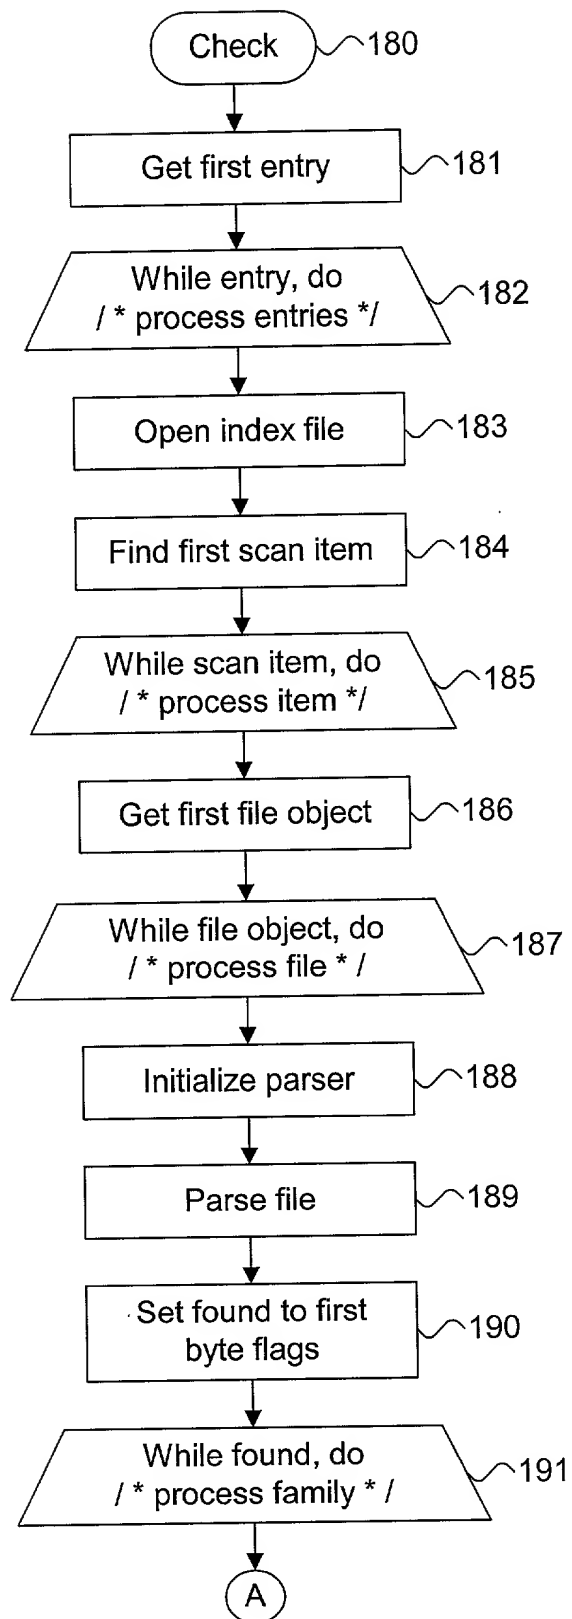 Check
180
Get first entry
181
While entry, do
/ * process entries */
182
Open index file
183
Find first scan item
184
While scan item, do
/ * process item */
185
Get first file object
186
While file object, do
/ * process file * /
187
Initialize parser
188
Parse file
189
Set found to first
byte flags
190
While found, do
/ * process family * /
191
A